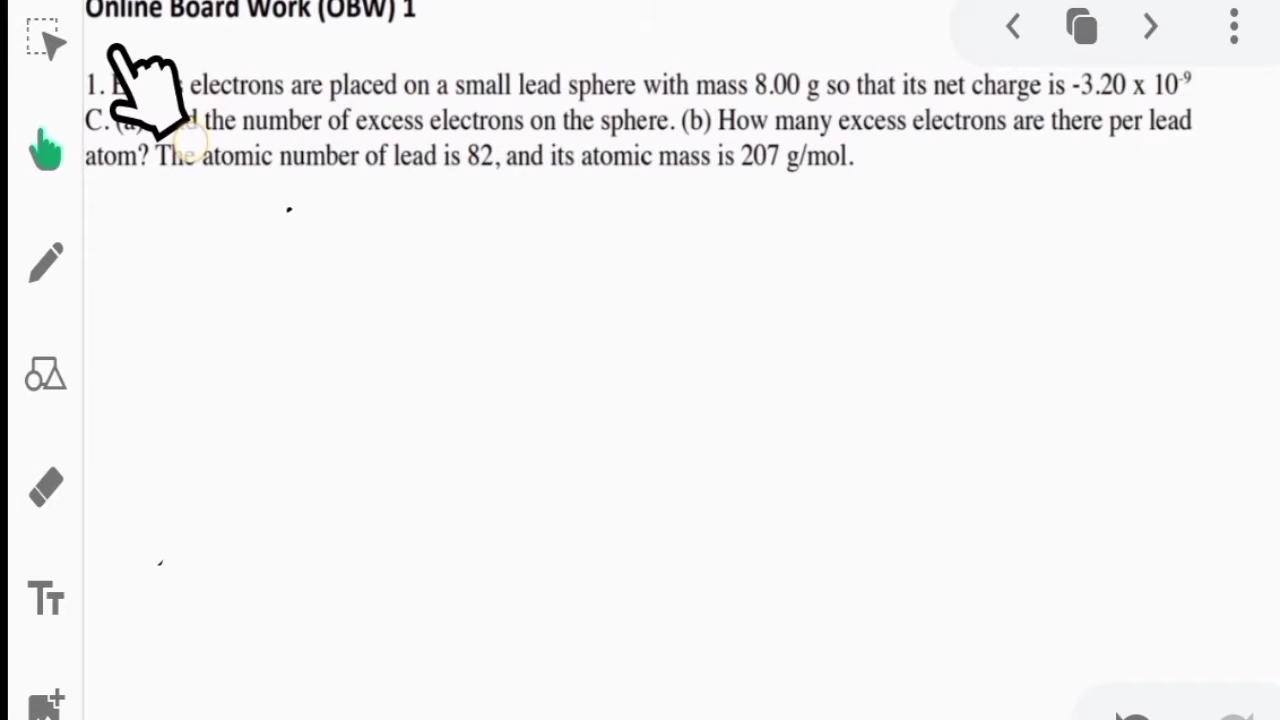 Online Board Work (OBW) 1
1. electrons are placed on a small lead sphere with mass 8.00 g so that its net charge is -3.20 x 10⁻⁹
C. the number of excess electrons on the sphere. (b) How many excess electrons are there per lead
atom? The atomic number of lead is 82, and its atomic mass is 207 g/mol.
TT